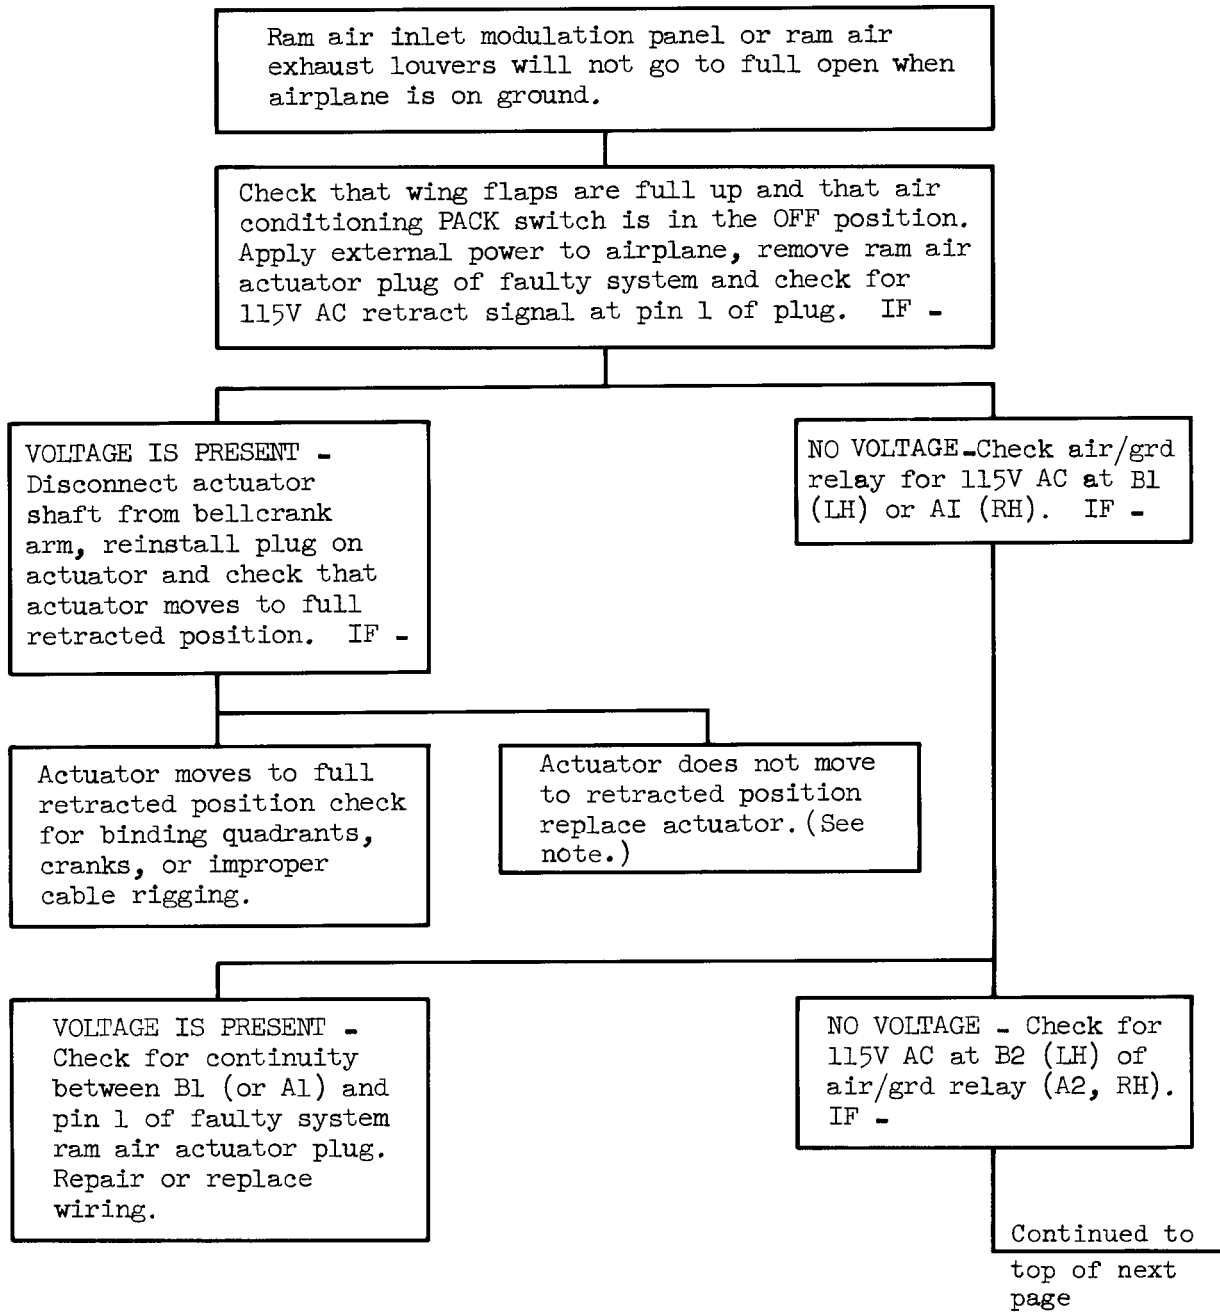 Ram air inlet modulation panel or ram air
exhaust louvers will not go to full open when
airplane is on ground.
Check that wing flaps are full up and that air
conditioning PACK switch is in the OFF position.
Apply external power to airplane, remove ram air
actuator plug of faulty system and check for
115V AC retract signal at pin 1 of plug. IF -
VOLTAGE IS PRESENT -
Disconnect actuator
shaft from bellcrank
arm, reinstall plug on
actuator and check that
actuator moves to full
retracted position. IF -
NO VOLTAGE-Check air/grd
relay for 115V AC at B1
(LH) or AI (RH). IF -
Actuator moves to full
retracted position check
for binding quadrants,
cranks, or improper
cable rigging.
Actuator does not move
to retracted position
replace actuator.(See
note.)
VOLTAGE IS PRESENT -
Check for continuity
between B1 (or A1) and
pin 1 of faulty system
ram air actuator plug.
Repair or replace
wiring.
NO VOLTAGE - Check for
115V AC at B2 (LH) of
air/grd relay (A2, RH).
IF -
Continued to
top of next
page